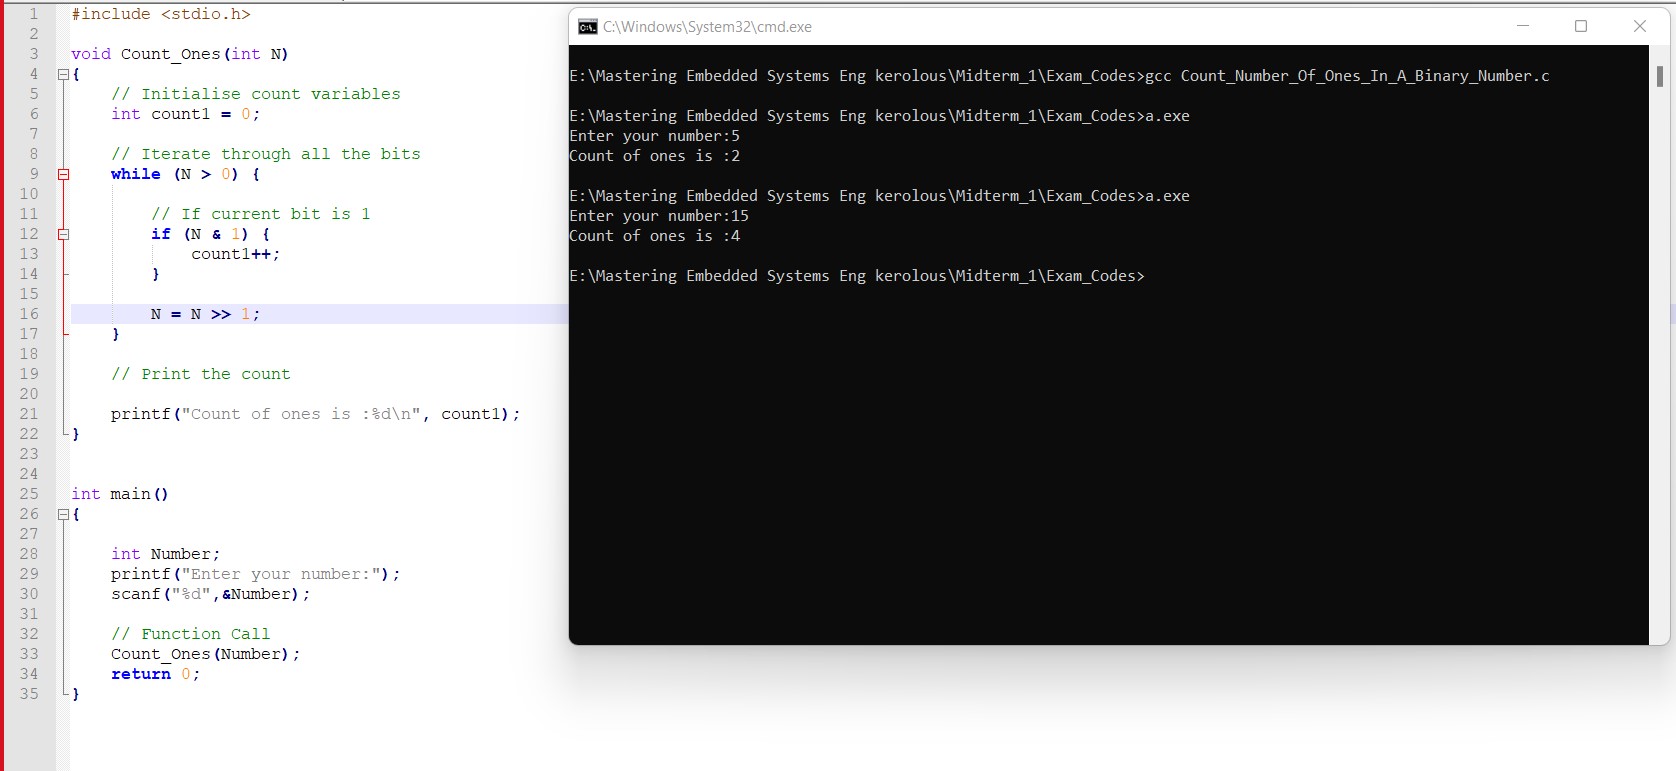 1 #include <stdio.h>
2
3 void Count_Ones(int N)
4 {
5 // Initialise count variables
6 int count1 = 0;
7
8 // Iterate through all the bits
9 while (N > 0) {
10
11 // If current bit is 1
12 if (N & 1) {
13 count1++;
14 }
15
16 N = N >> 1;
17 }
18
19 // Print the count
20
21 printf("Count of ones is :%d\n", count1);
22 }
23
24
25 int main()
26 {
27
28 int Number;
29 printf("Enter your number:");
30 scanf("%d",&Number);
31
32 // Function Call
33 Count_Ones(Number);
34 return 0;
35 }
C:\Windows\System32\cmd.exe
E:\Mastering Embedded Systems Eng kerolous\Midterm_1\Exam_Codes>gcc Count_Number_Of_Ones_In_A_Binary_Number.c
E:\Mastering Embedded Systems Eng kerolous\Midterm_1\Exam_Codes>a.exe
Enter your number:5
Count of ones is :2
E:\Mastering Embedded Systems Eng kerolous\Midterm_1\Exam_Codes>a.exe
Enter your number:15
Count of ones is :4
E:\Mastering Embedded Systems Eng kerolous\Midterm_1\Exam_Codes>